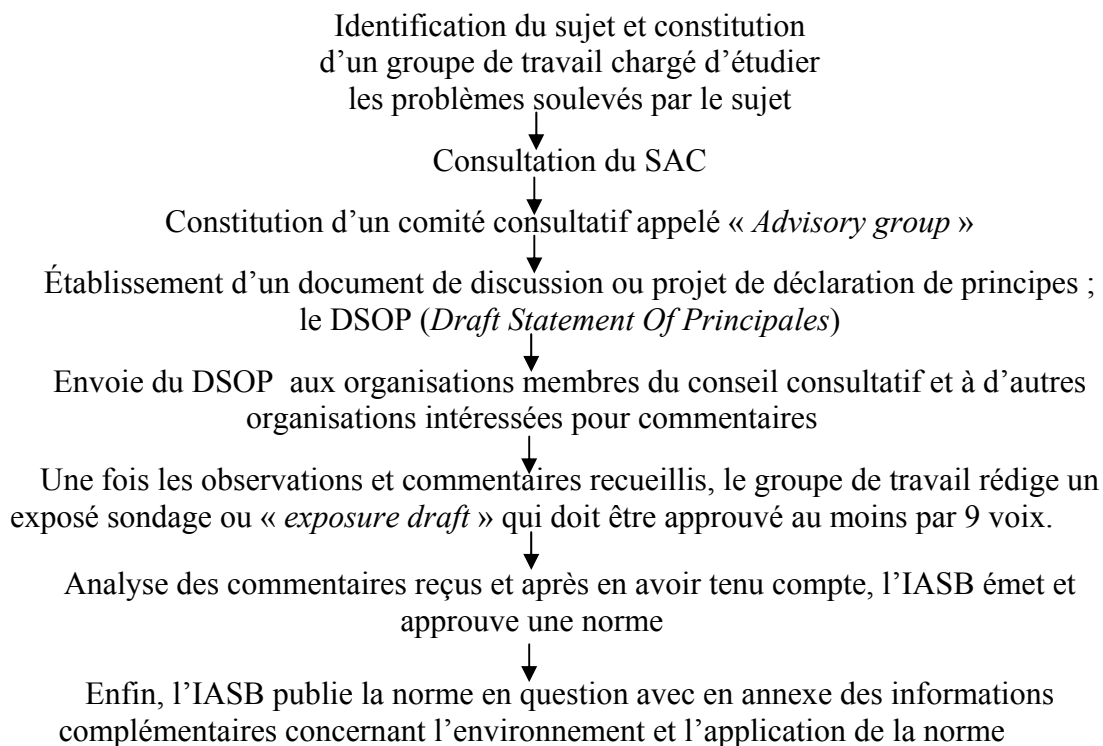 Identification du sujet et constitution
d’un groupe de travail chargé d’étudier
les problèmes soulevés par le sujet
Consultation du SAC
Constitution d’un comité consultatif appelé « Advisory group »
Établissement d’un document de discussion ou projet de déclaration de principes ;
le DSOP (Draft Statement Of Principales)
Envoie du DSOP aux organisations membres du conseil consultatif et à d’autres
organisations intéressées pour commentaires
Une fois les observations et commentaires recueillis, le groupe de travail rédige un
exposé sondage ou « exposure draft » qui doit être approuvé au moins par 9 voix.
Analyse des commentaires reçus et après en avoir tenu compte, l’IASB émet et
approuve une norme
Enfin, l’IASB publie la norme en question avec en annexe des informations
complémentaires concernant l’environnement et l’application de la norme